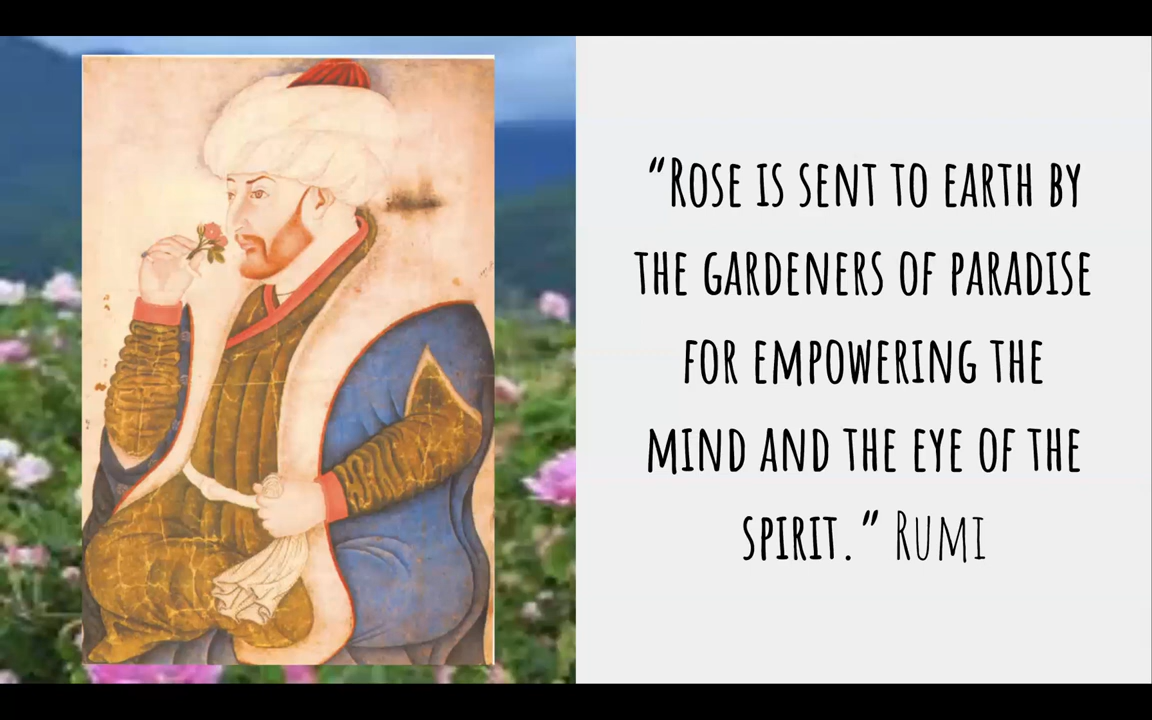 “Rose is sent to earth by
the gardeners of paradise
for empowering the
mind and the eye of the
spirit.” Rumi